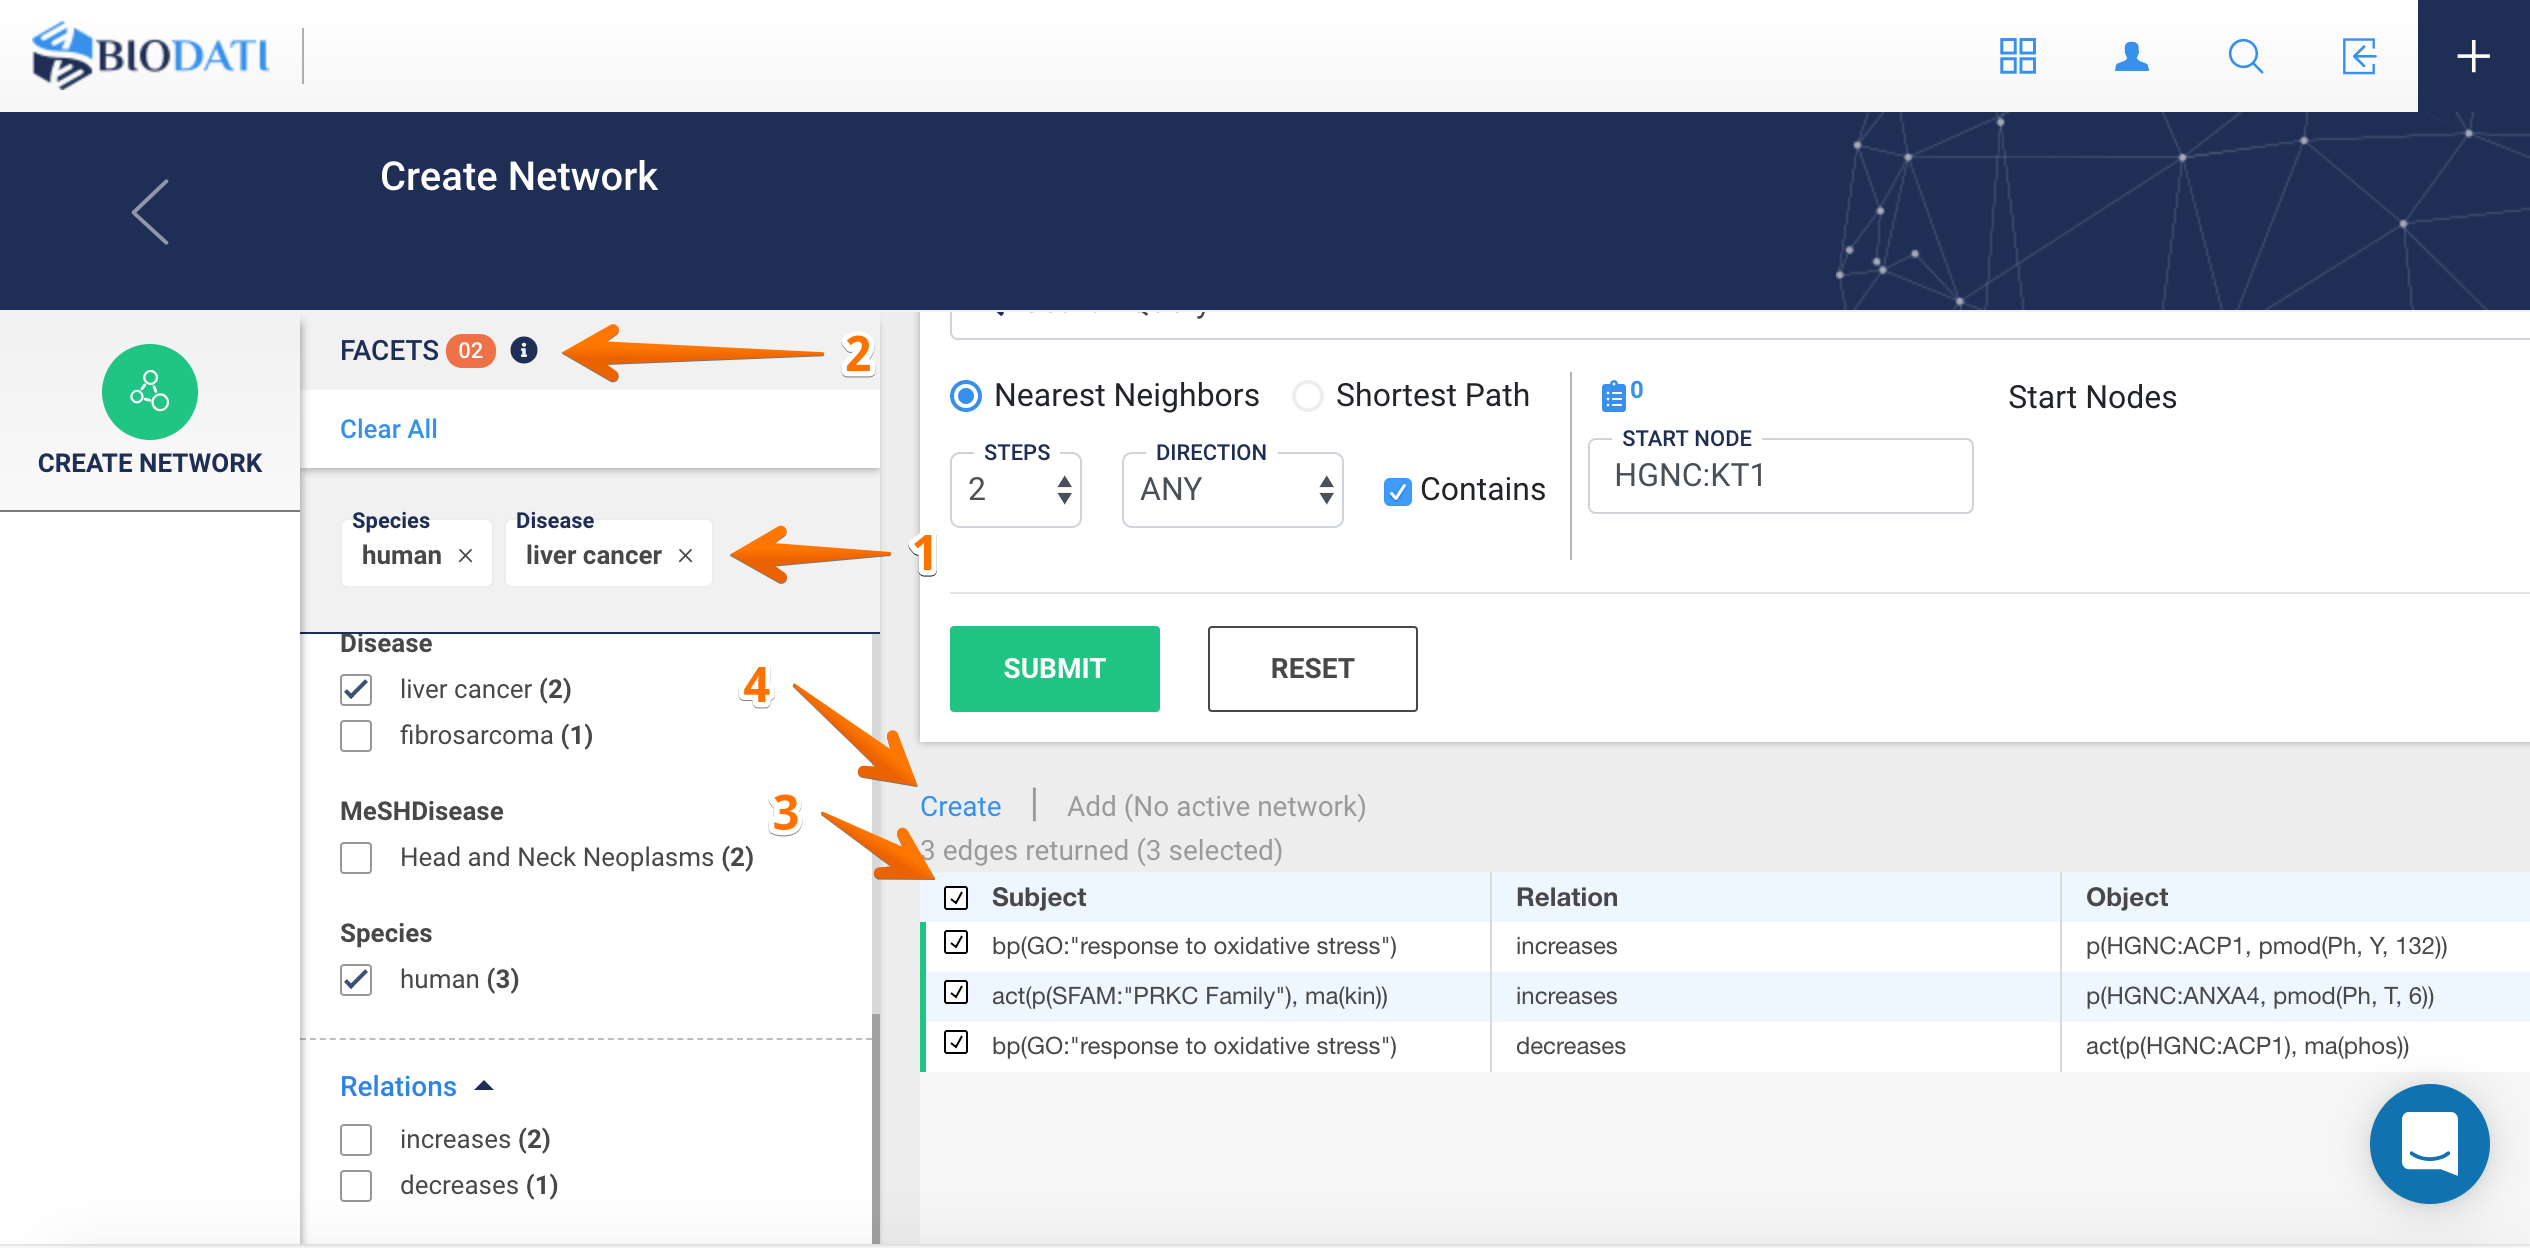 BIODATI
Create Network
CREATE NETWORK
FACETS 02
2
Clear All
Species
human ×
Disease
liver cancer ×
1
Disease
liver cancer (2)
fibrosarcoma (1)
MeSHDisease
Head and Neck Neoplasms (2)
Species
human (3)
Relations
increases (2)
decreases (1)
Nearest Neighbors
Shortest Path
STEPS
2
DIRECTION
ANY
Contains
0
START NODE
HGNC:KT1
Start Nodes
SUBMIT
RESET
4
Create | Add (No active network)
3
3 edges returned (3 selected)
Subject Relation Object
bp(GO:"response to oxidative stress") increases p(HGNC:ACP1, pmod(Ph, Y, 132))
act(p(SFAM:"PRKC Family"), ma(kin)) increases p(HGNC:ANXA4, pmod(Ph, T, 6))
bp(GO:"response to oxidative stress") decreases act(p(HGNC:ACP1), ma(phos))